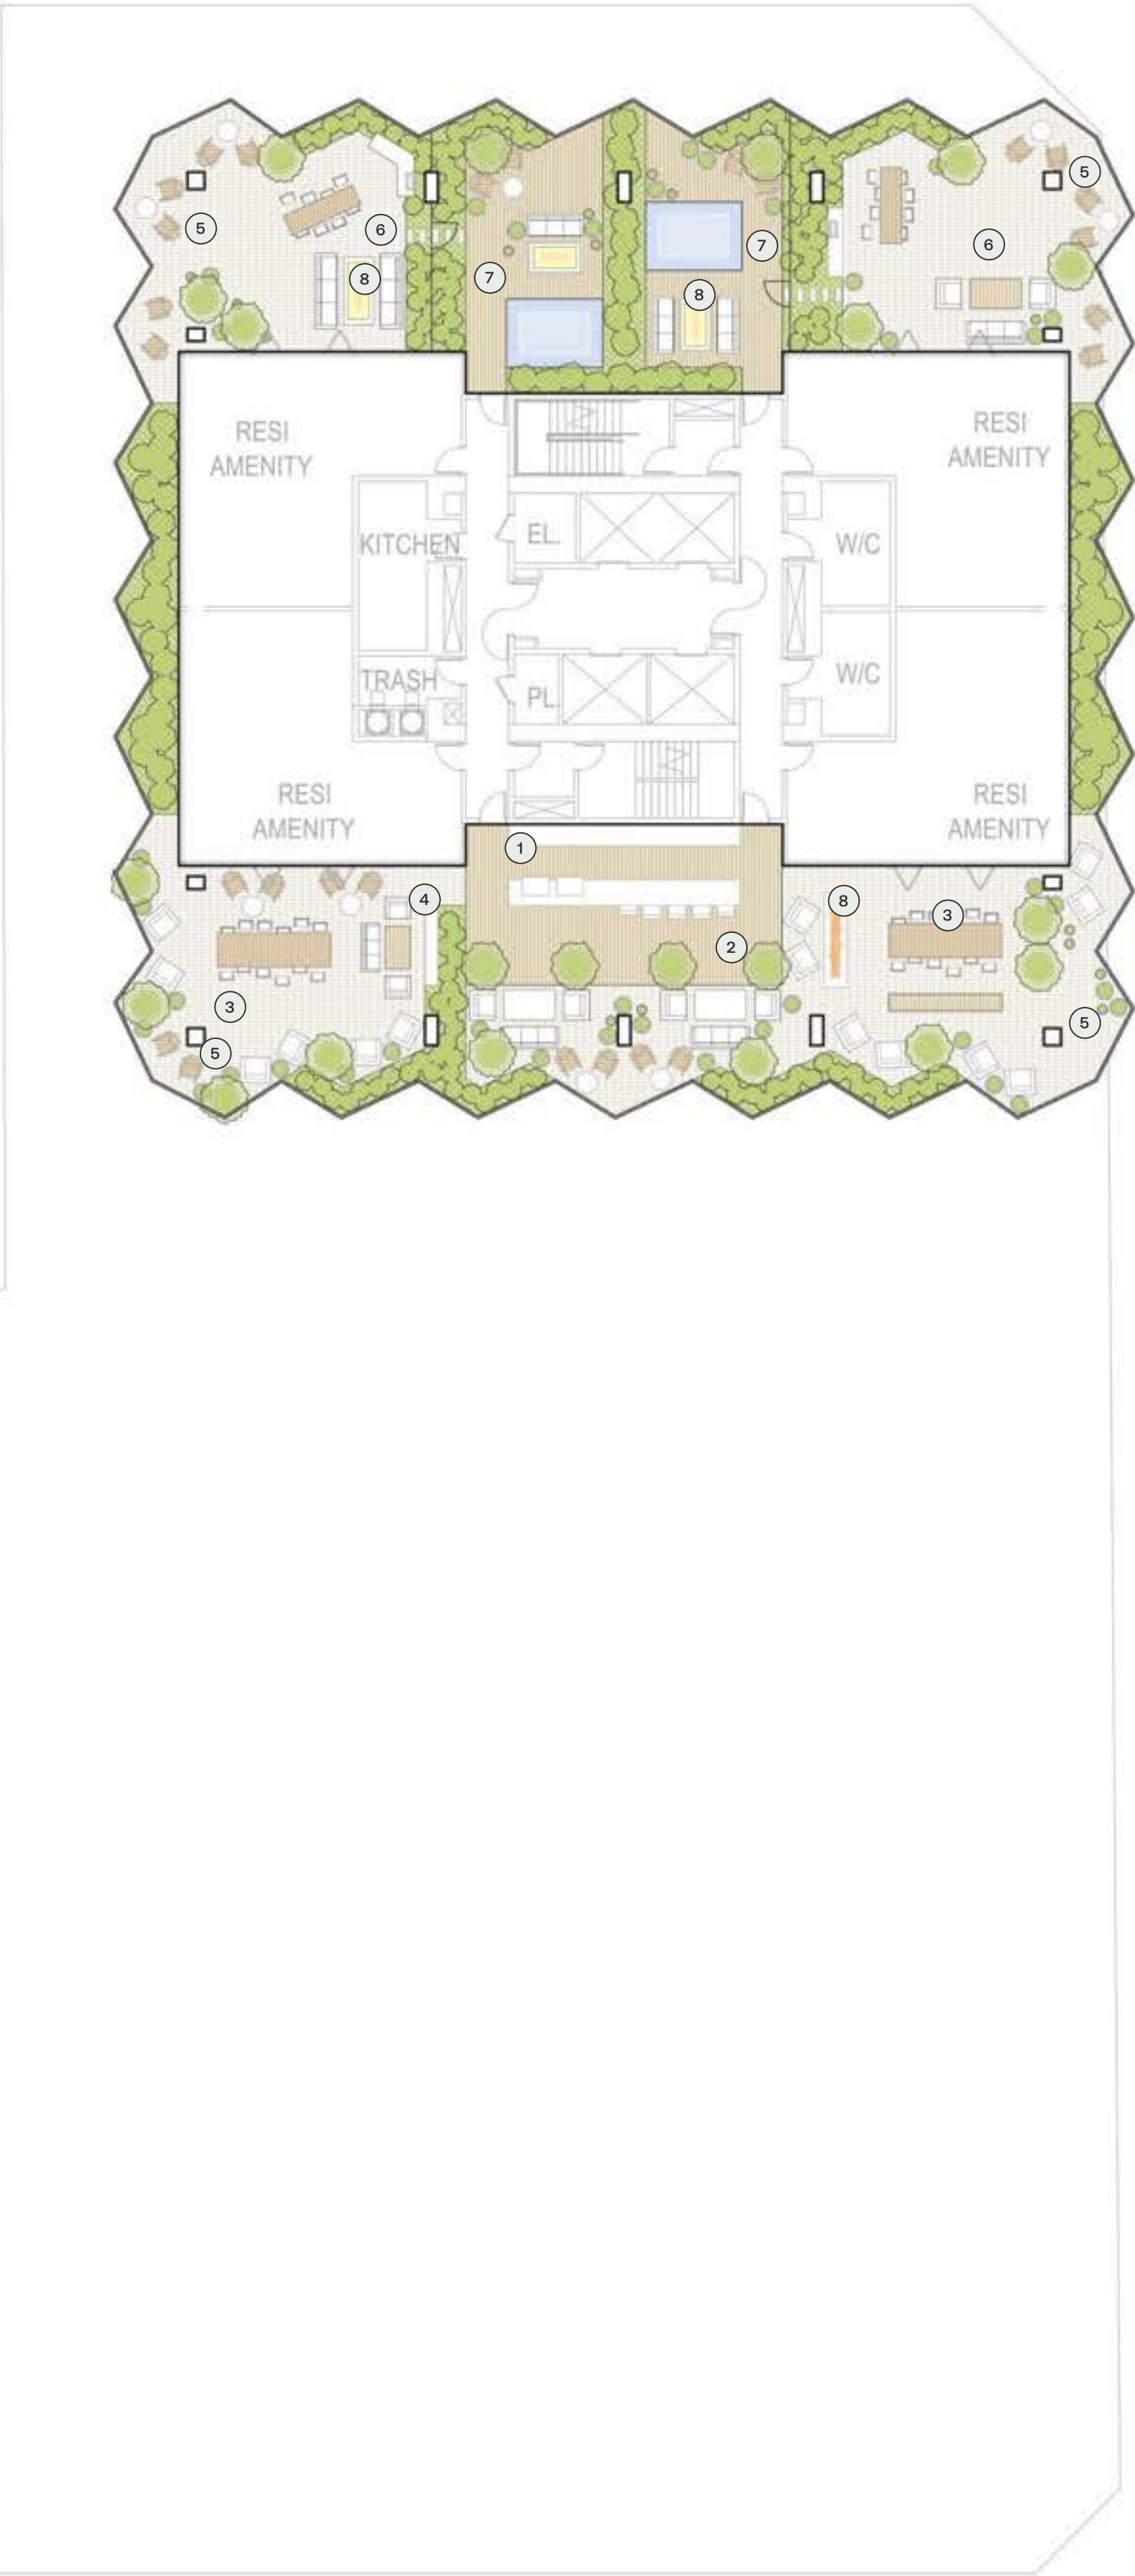 5
5
6
6
7
7
8
8
RESI
AMENITY
RESI
AMENITY
KITCHEN
EL.
W/C
TRASH
PL.
W/C
RESI
AMENITY
RESI
AMENITY
1
4
8
3
2
3
5
5